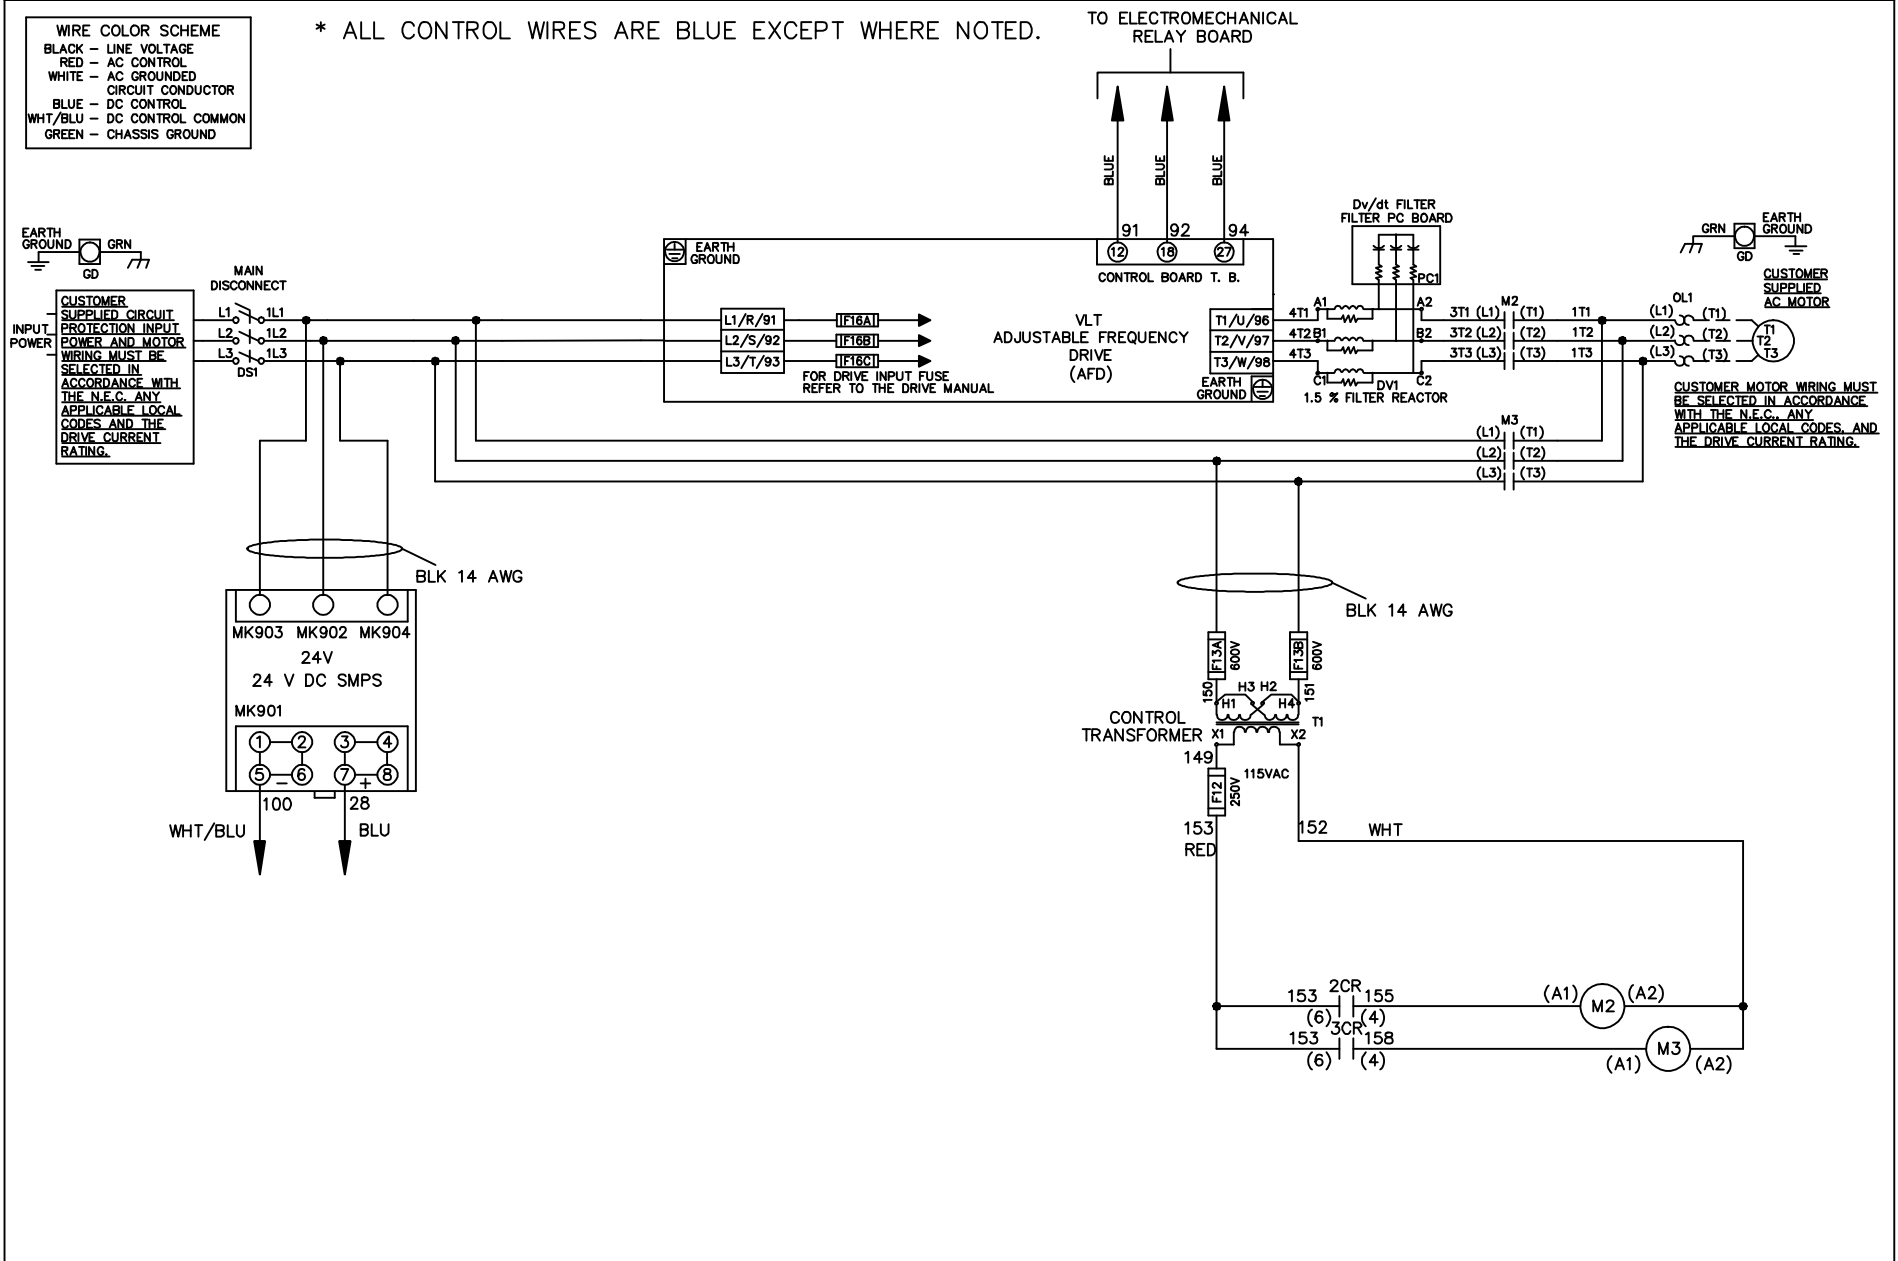 WIRE COLOR SCHEME
BLACK – LINE VOLTAGE
RED – AC CONTROL
WHITE – AC GROUNDED
CIRCUIT CONDUCTOR
BLUE – DC CONTROL
WHT/BLU – DC CONTROL COMMON
GREEN – CHASSIS GROUND
* ALL CONTROL WIRES ARE BLUE EXCEPT WHERE NOTED.
TO ELECTROMECHANICAL
RELAY BOARD
BLUE
BLUE
BLUE
91 92 94
12 18 27
CONTROL BOARD T. B.
EARTH
GROUND
GRN
GD
MAIN
DISCONNECT
INPUT
POWER
CUSTOMER
SUPPLIED CIRCUIT
PROTECTION INPUT
POWER AND MOTOR
WIRING MUST BE
SELECTED IN
ACCORDANCE WITH
THE N.E.C. ANY
APPLICABLE LOCAL
CODES AND THE
DRIVE CURRENT
RATING.
L1 1L1
L2 1L2
L3 1L3
DS1
EARTH
GROUND
L1/R/91
L2/S/92
L3/T/93
F16A
F16B
F16C
FOR DRIVE INPUT FUSE
REFER TO THE DRIVE MANUAL
VLT
ADJUSTABLE FREQUENCY
DRIVE
(AFD)
T1/U/96
T2/V/97
T3/W/98
EARTH
GROUND
Dv/dt FILTER
FILTER PC BOARD
PC1
4T1 A1 A2
4T2 B1 B2
4T3
C1 C2
DV1
1.5 % FILTER REACTOR
M2
3T1 (L1) (T1) 1T1
3T2 (L2) (T2) 1T2
3T3 (L3) (T3) 1T3
OL1
(L1) (T1)
(L2) (T2)
(L3) (T3)
T1
T2
T3
GRN
EARTH
GROUND
GD
CUSTOMER
SUPPLIED
AC MOTOR
CUSTOMER MOTOR WIRING MUST
BE SELECTED IN ACCORDANCE
WITH THE N.E.C., ANY
APPLICABLE LOCAL CODES, AND
THE DRIVE CURRENT RATING.
M3
(L1) (T1)
(L2) (T2)
(L3) (T3)
BLK 14 AWG
MK903 MK902 MK904
24V
24 V DC SMPS
MK901
1 2 3 4
5 6 7 8
– +
100 28
WHT/BLU BLU
BLK 14 AWG
F13A
600V
F13B
600V
150
151
H3 H2
H1 H4
T1
CONTROL
TRANSFORMER
X1 X2
149
115VAC
F12
250V
153
RED
152
WHT
2CR
153 155
(6) (4)
(A1) M2 (A2)
3CR
153 158
(6) (4)
(A1) M3 (A2)